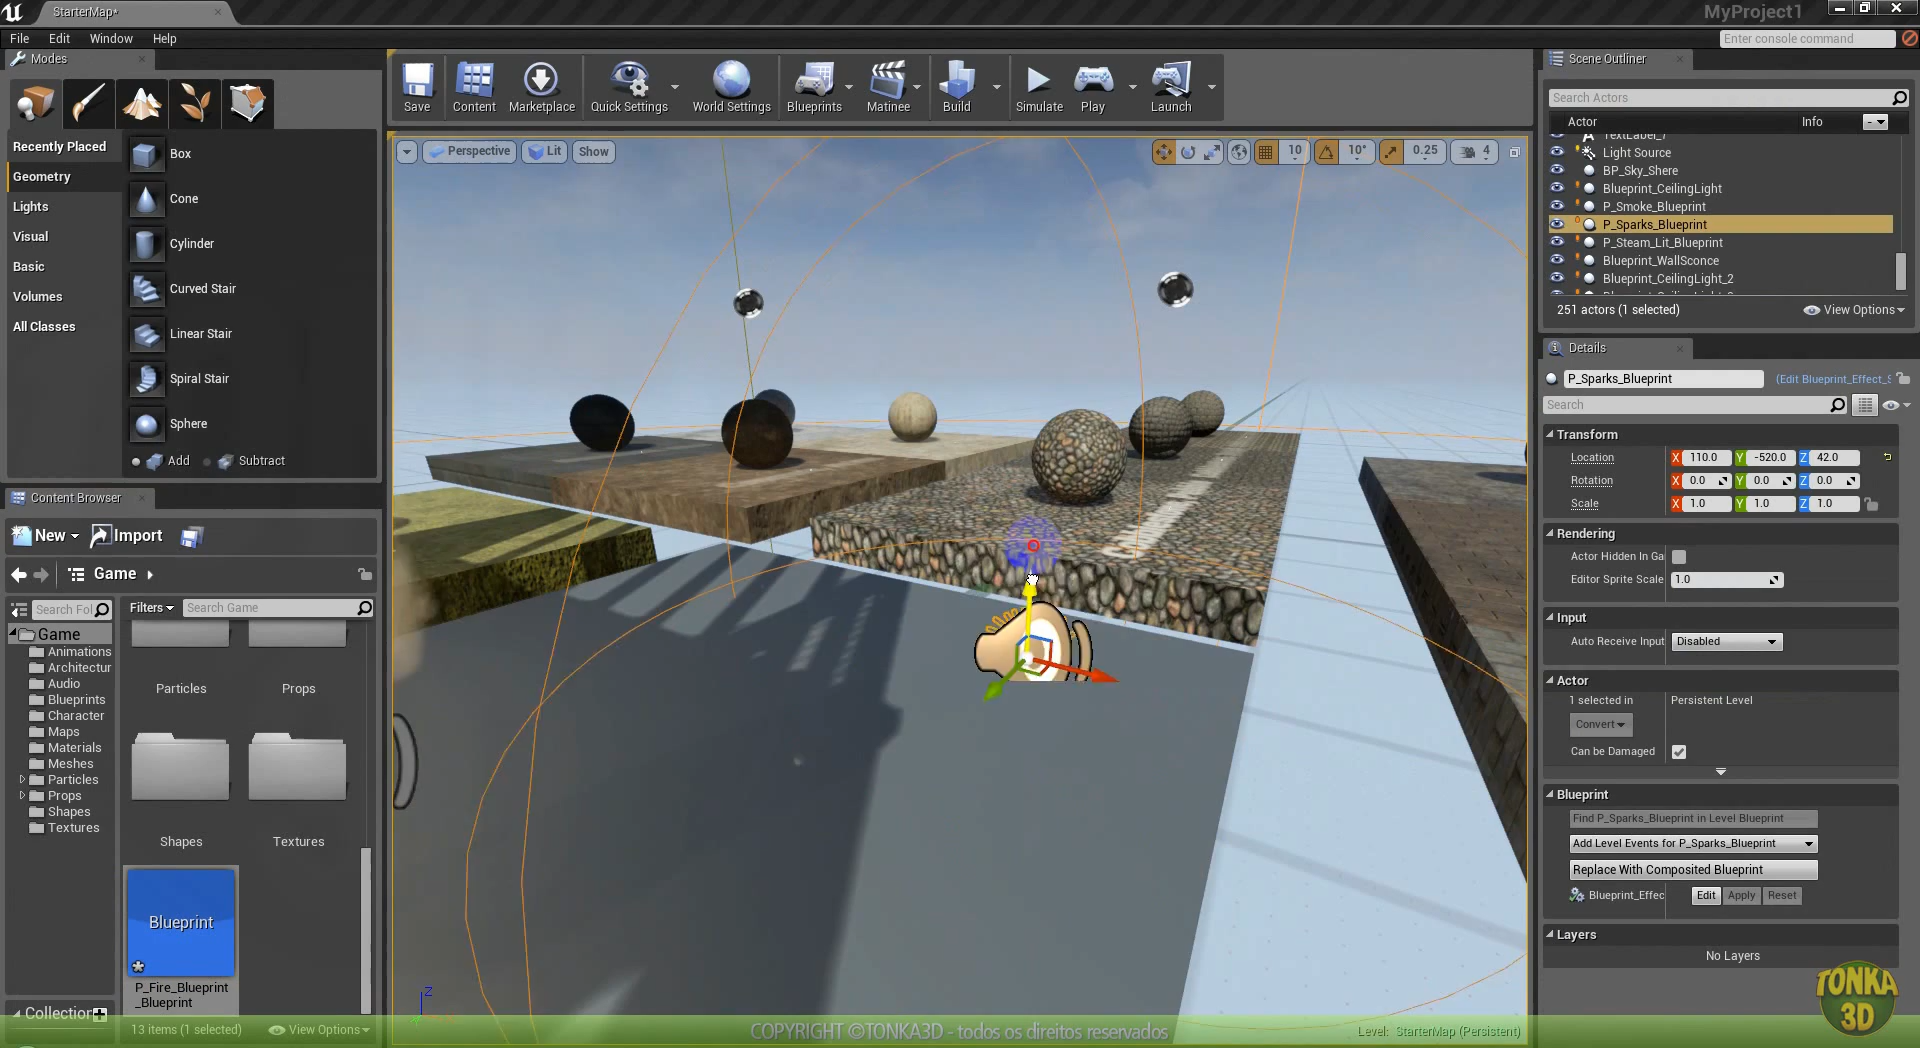 StarterMap*
MyProject1
File Edit Window Help
Enter console command
Modes
Scene Outliner
Save Content Marketplace Quick Settings World Settings Blueprints Matinee Build Simulate Play Launch
Search Actors
Actor Info
Recently Placed
Geometry
Lights
Visual
Basic
Volumes
All Classes
Box
Cone
Cylinder
Curved Stair
Linear Stair
Spiral Stair
Sphere
Add Subtract
Perspective Lit Show
10 10° 0.25 4
TextLabel_7
Light Source
BP_Sky_Shere
Blueprint_CeilingLight
P_Smoke_Blueprint
P_Sparks_Blueprint
P_Steam_Lit_Blueprint
Blueprint_WallSconce
Blueprint_CeilingLight_2
251 actors (1 selected) View Options
Details
P_Sparks_Blueprint (Edit Blueprint_Effect_S
Search
Transform
Location X 110.0 Y -520.0 Z 42.0
Rotation X 0.0 Y 0.0 Z 0.0
Scale X 1.0 Y 1.0 Z 1.0
Rendering
Actor Hidden In Ga
Editor Sprite Scale 1.0
Input
Auto Receive Input Disabled
Actor
1 selected in Persistent Level
Convert
Can be Damaged
Blueprint
Find P_Sparks_Blueprint in Level Blueprint
Add Level Events for P_Sparks_Blueprint
Replace With Composited Blueprint
Blueprint_Effec Edit Apply Reset
Layers
No Layers
Content Browser
New Import
Game
Search Fol Filters Search Game
Game
Animations
Architectur
Audio
Blueprints
Character
Maps
Materials
Meshes
Particles
Props
Shapes
Textures
Particles Props
Shapes Textures
Blueprint
P_Fire_Blueprint
_Blueprint
Collection
13 items (1 selected) View Options
Z
COPYRIGHT ©TONKA3D - todos os direitos reservados
Level: StarterMap (Persistent)
TONKA
3D